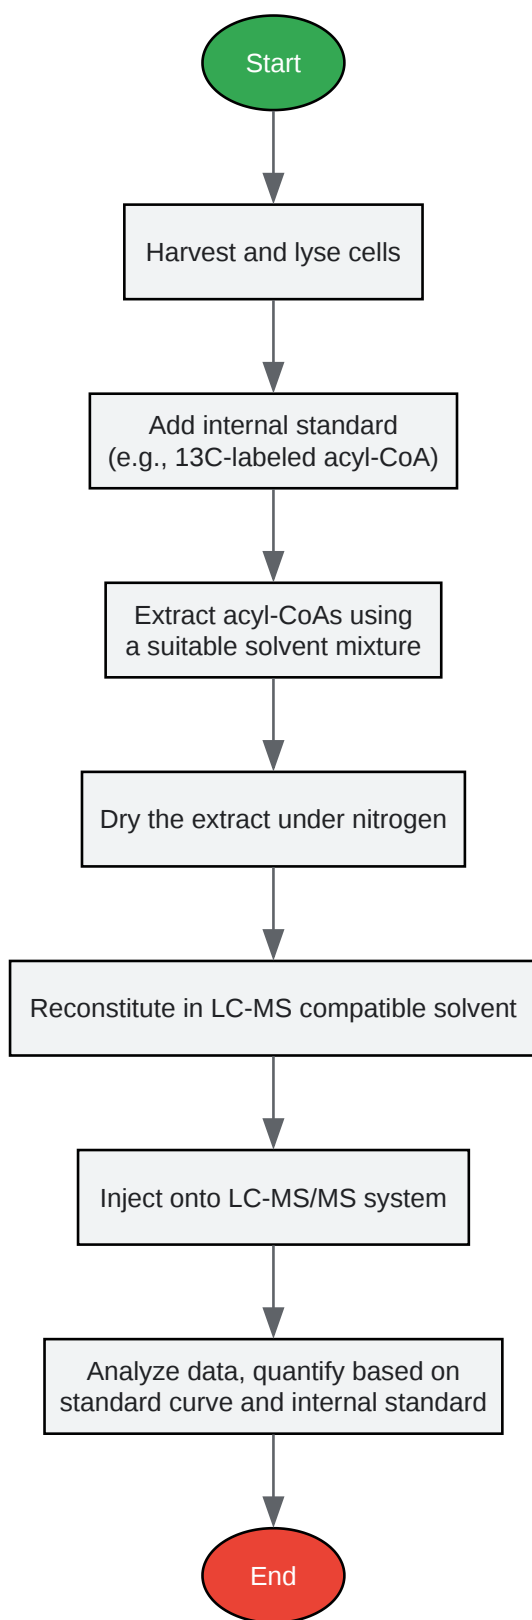 Start
Harvest and lyse cells
Add internal standard
(e.g., 13C-labeled acyl-CoA)
Extract acyl-CoAs using
a suitable solvent mixture
Dry the extract under nitrogen
Reconstitute in LC-MS compatible solvent
Inject onto LC-MS/MS system
Analyze data, quantify based on
standard curve and internal standard
End